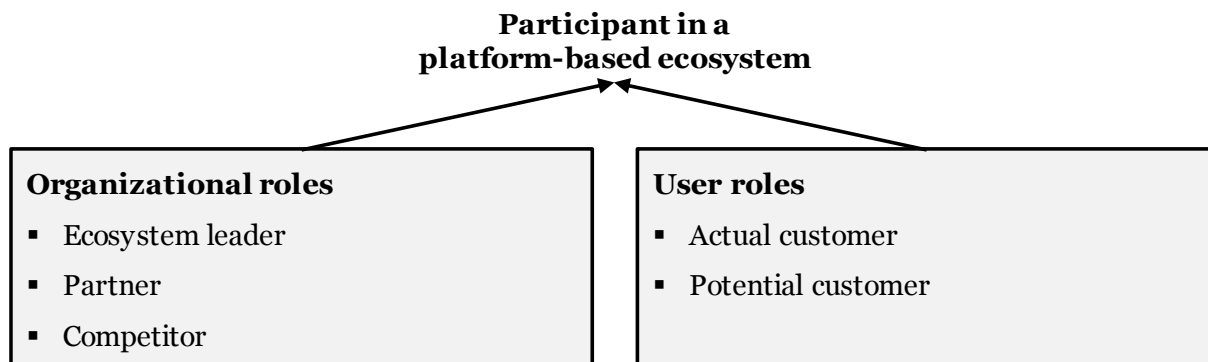 Participant in a
platform-based ecosystem
Organizational roles
▪ Ecosystem leader
▪ Partner
▪ Competitor
User roles
▪ Actual customer
▪ Potential customer